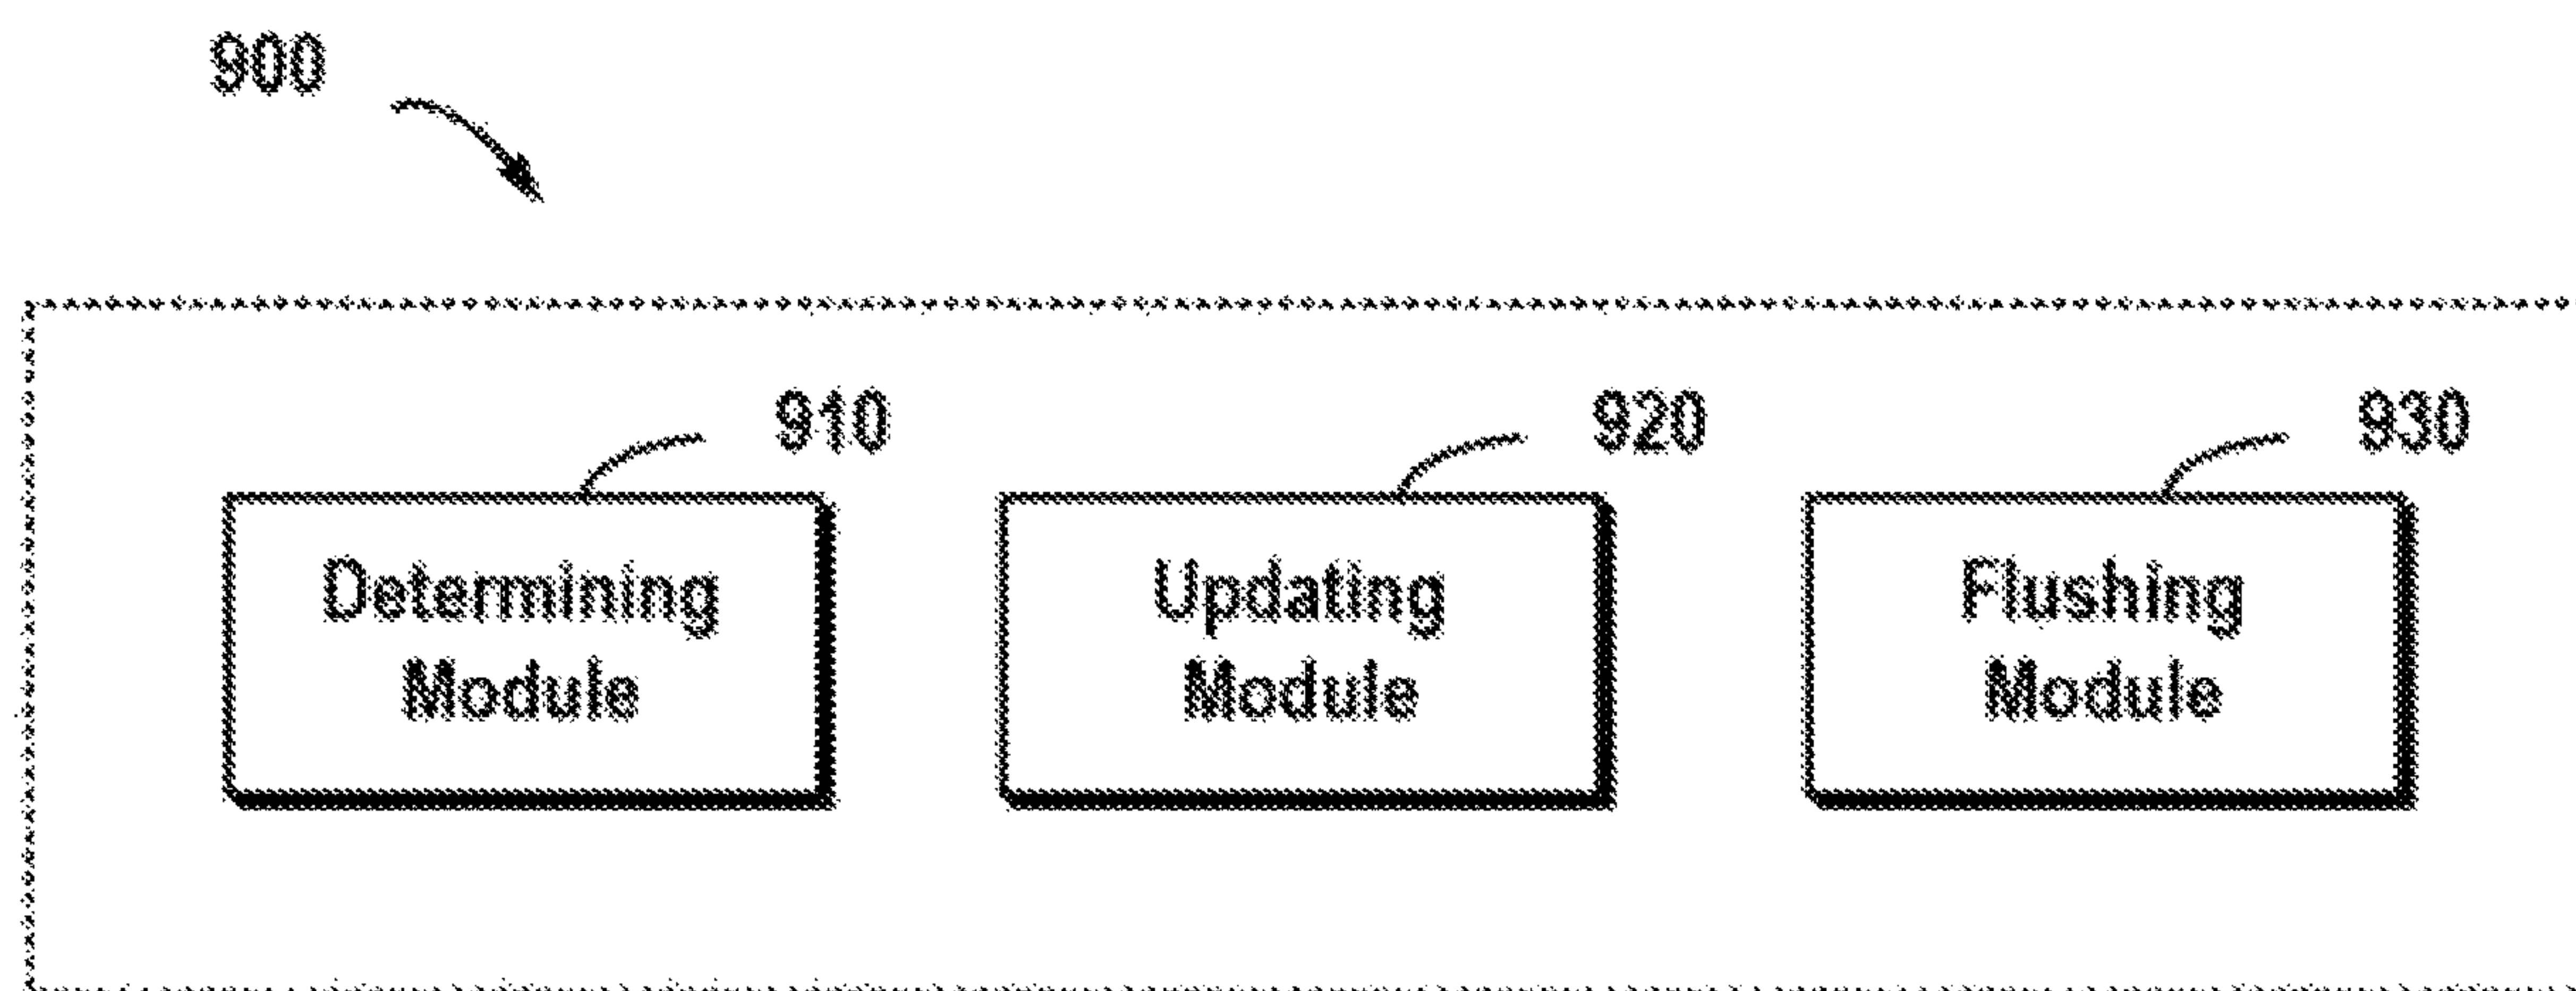 900
910
920
930
Determining
Module
Updating
Module
Flushing
Module